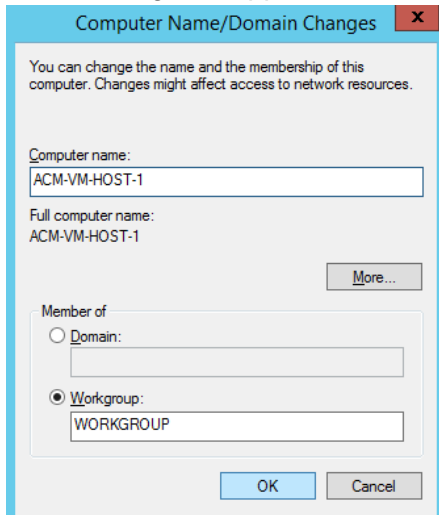 Computer Name/Domain Changes
x
You can change the name and the membership of this
computer. Changes might affect access to network resources.
Computer name:
ACM-VM-HOST-1
Full computer name:
ACM-VM-HOST-1
More...
Member of
Domain:
Workgroup:
WORKGROUP
OK Cancel